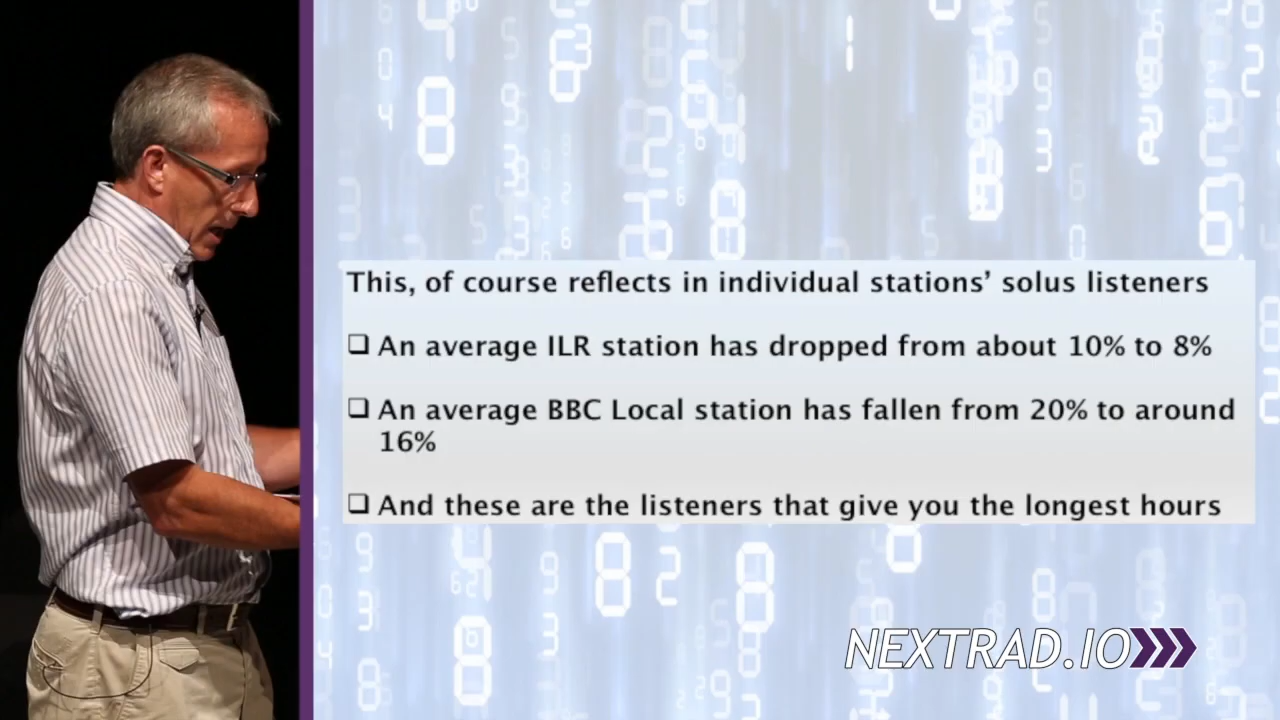 This, of course reflects in individual stations’ solus listeners
❑ An average ILR station has dropped from about 10% to 8%
❑ An average BBC Local station has fallen from 20% to around
16%
❑ And these are the listeners that give you the longest hours
NEXTRAD.IO